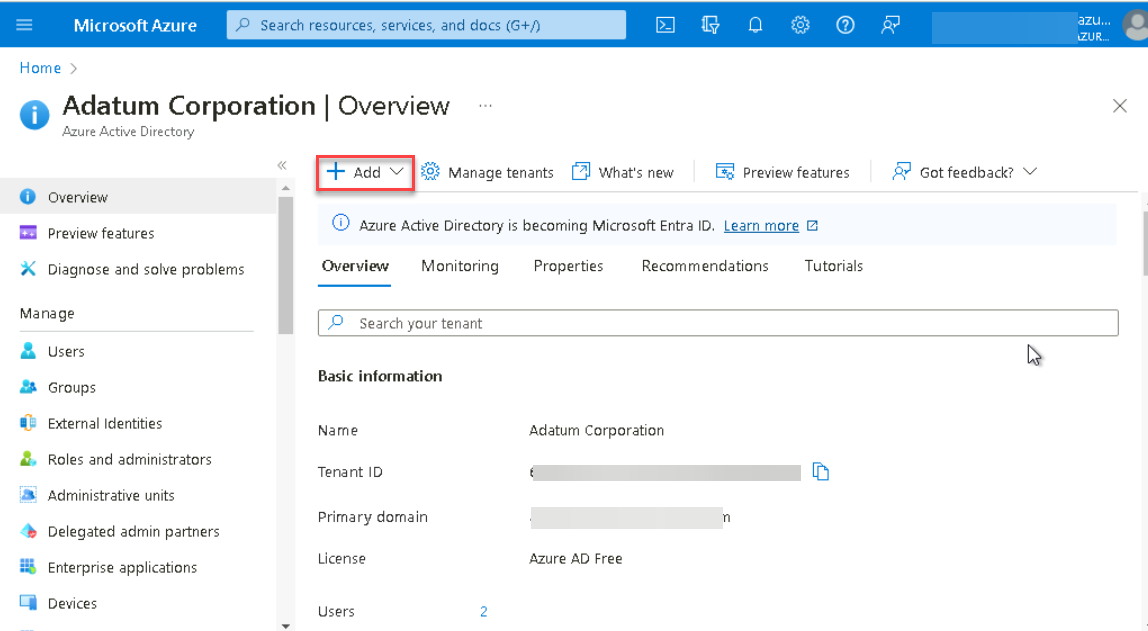 Microsoft Azure
Search resources, services, and docs (G+/)
azu...
AZUR...
Home >
Adatum Corporation | Overview ...
Azure Active Directory
Overview
Preview features
Diagnose and solve problems
Manage
Users
Groups
External Identities
Roles and administrators
Administrative units
Delegated admin partners
Enterprise applications
Devices
Add
Manage tenants
What's new
Preview features
Got feedback?
Azure Active Directory is becoming Microsoft Entra ID. Learn more
Overview Monitoring Properties Recommendations Tutorials
Search your tenant
Basic information
Name Adatum Corporation
Tenant ID
Primary domain
License Azure AD Free
Users 2